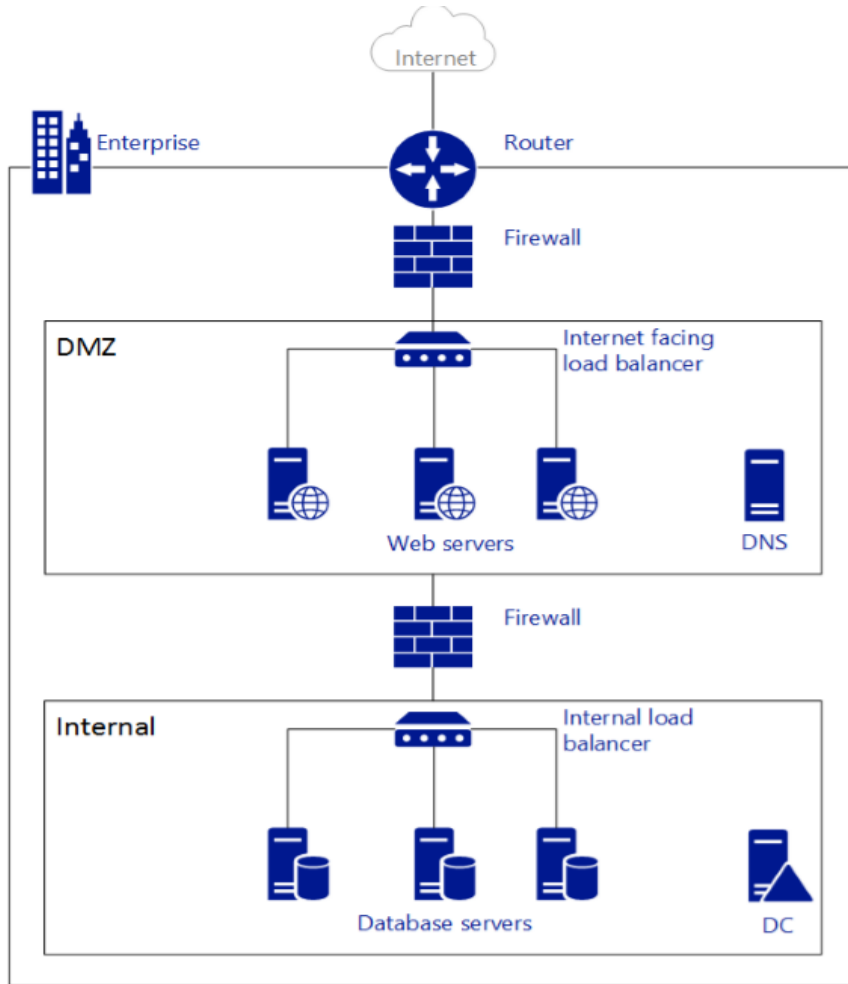 Internet
Enterprise
Router
Firewall
DMZ
Internet facing
load balancer
Web servers
DNS
Firewall
Internal
Internal load
balancer
Database servers
DC